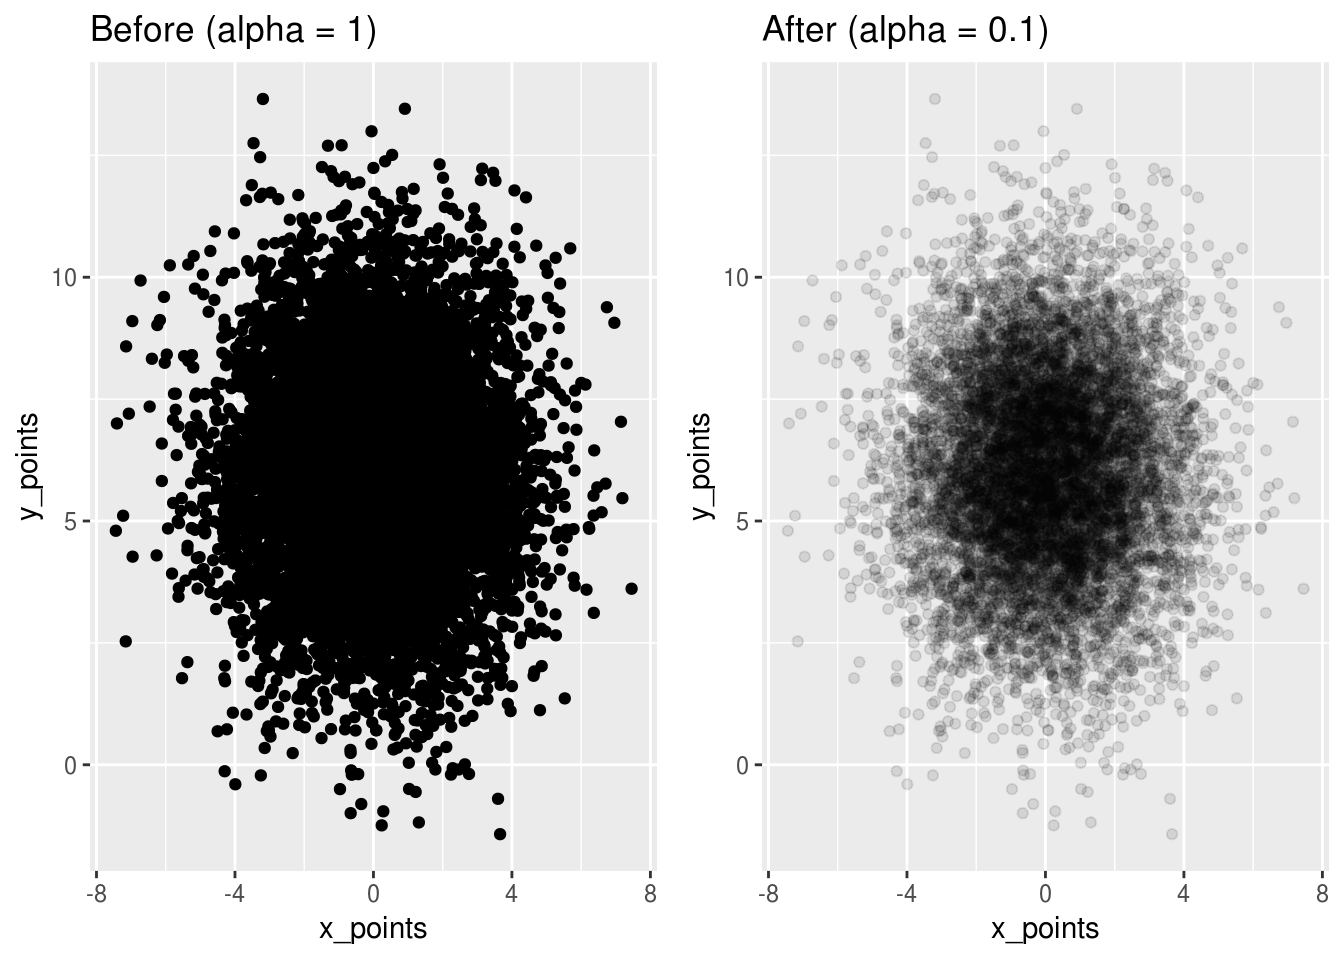 Before (alpha = 1)
y_points
10
5
0
-8 -4 0 4 8
x_points
After (alpha = 0.1)
y_points
10
5
0
-8 -4 0 4 8
x_points